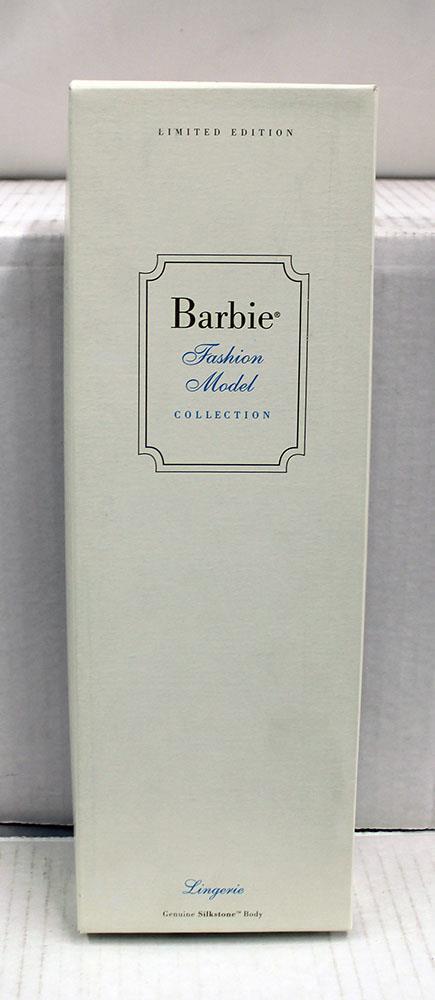 LIMITED EDITION
Barbie®
Fashion
Model
COLLECTION
Lingerie
Genuine Silkstone™ Body